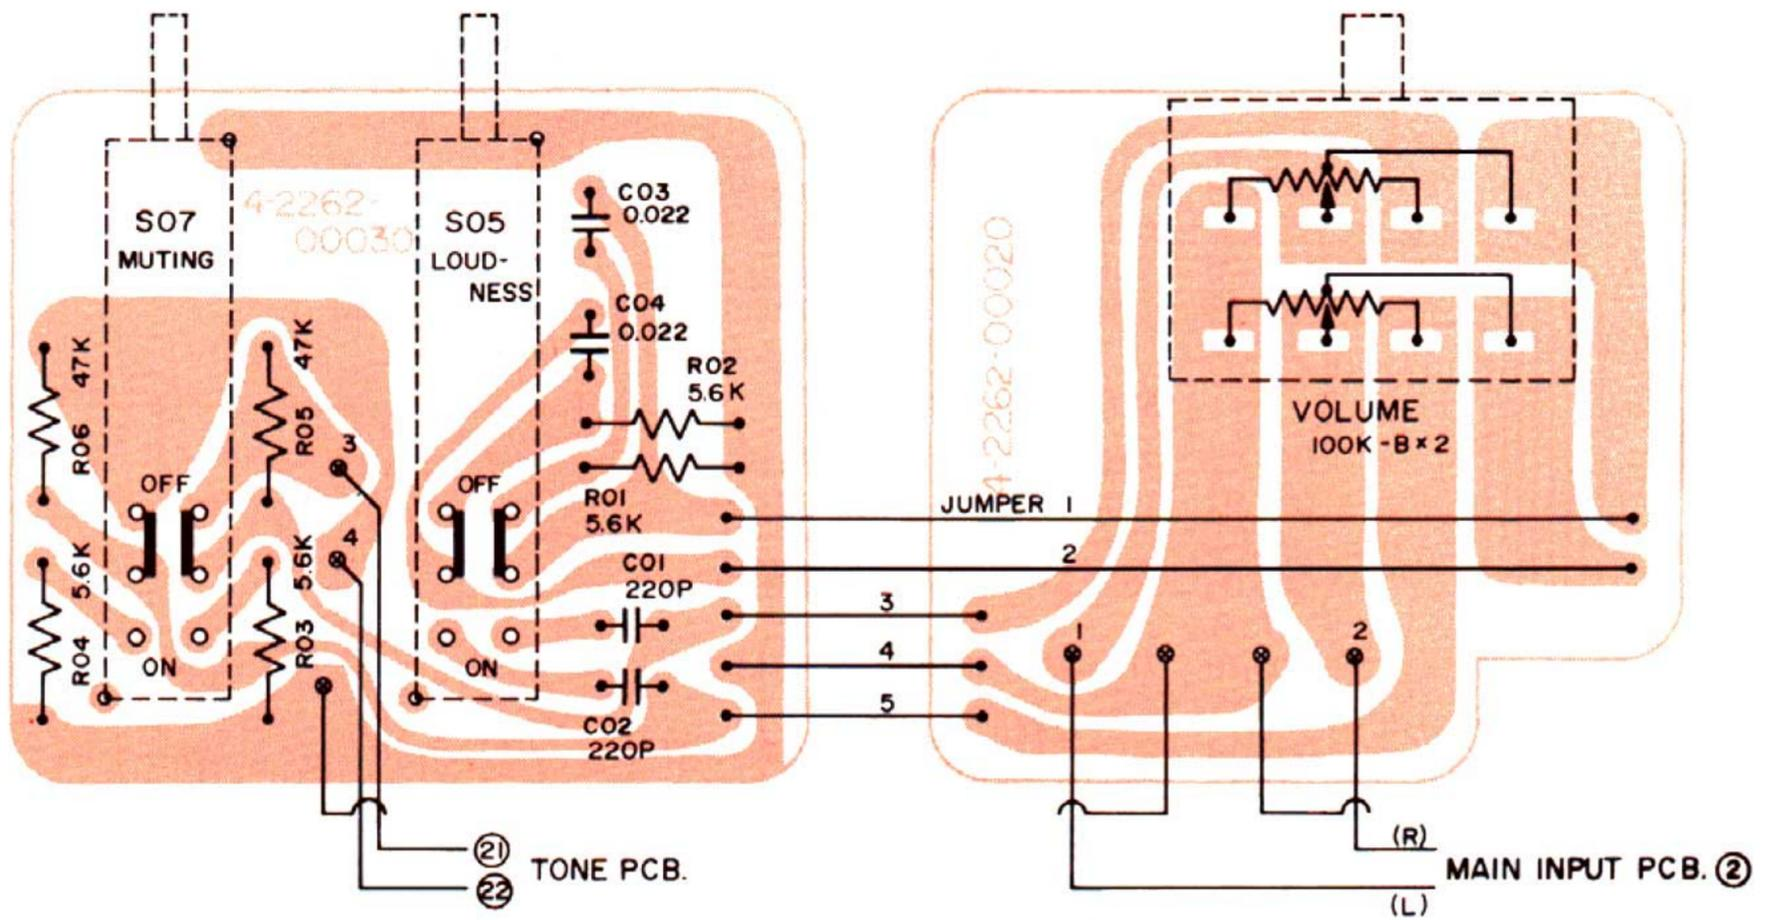 4-2262-
00030
S07
MUTING
S05
LOUD-
NESS
C03
0.022
C04
0.022
R02
5.6K
R01
5.6K
47K
R06
47K
R05
3
4
OFF
OFF
5.6K
R04
5.6K
R03
ON
ON
C01
220P
C02
220P
4-2262-00020
VOLUME
100K-B×2
JUMPER 1
2
3
4
5
1
2
21
22
TONE PCB.
(R)
(L)
MAIN INPUT PCB. 2